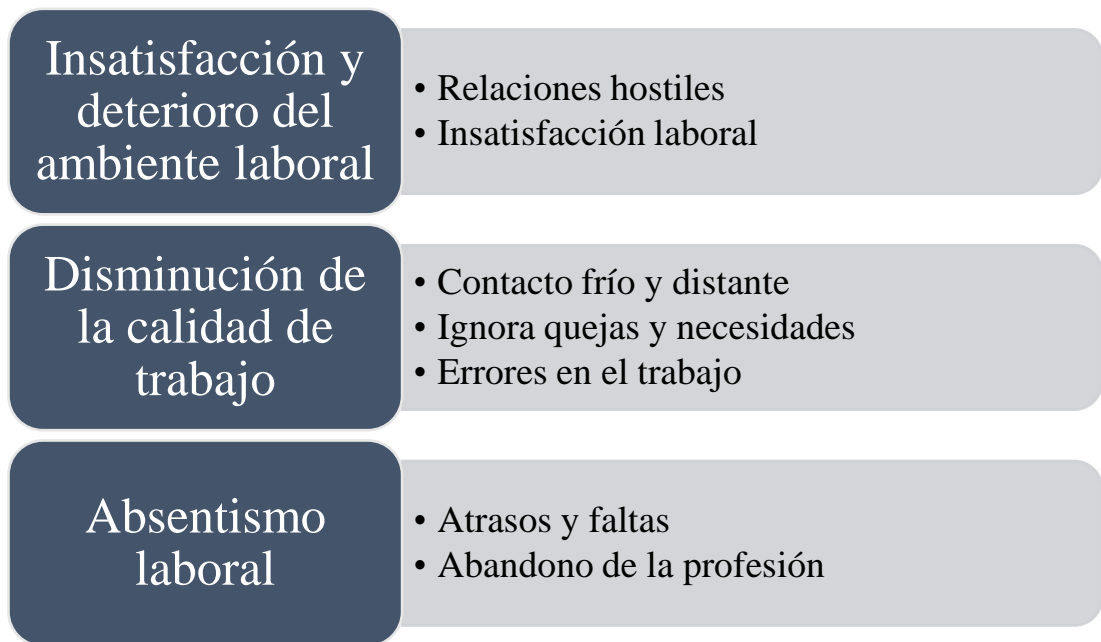 Insatisfacción y
deterioro del
ambiente laboral
• Relaciones hostiles
• Insatisfacción laboral
Disminución de
la calidad de
trabajo
• Contacto frío y distante
• Ignora quejas y necesidades
• Errores en el trabajo
Absentismo
laboral
• Atrasos y faltas
• Abandono de la profesión